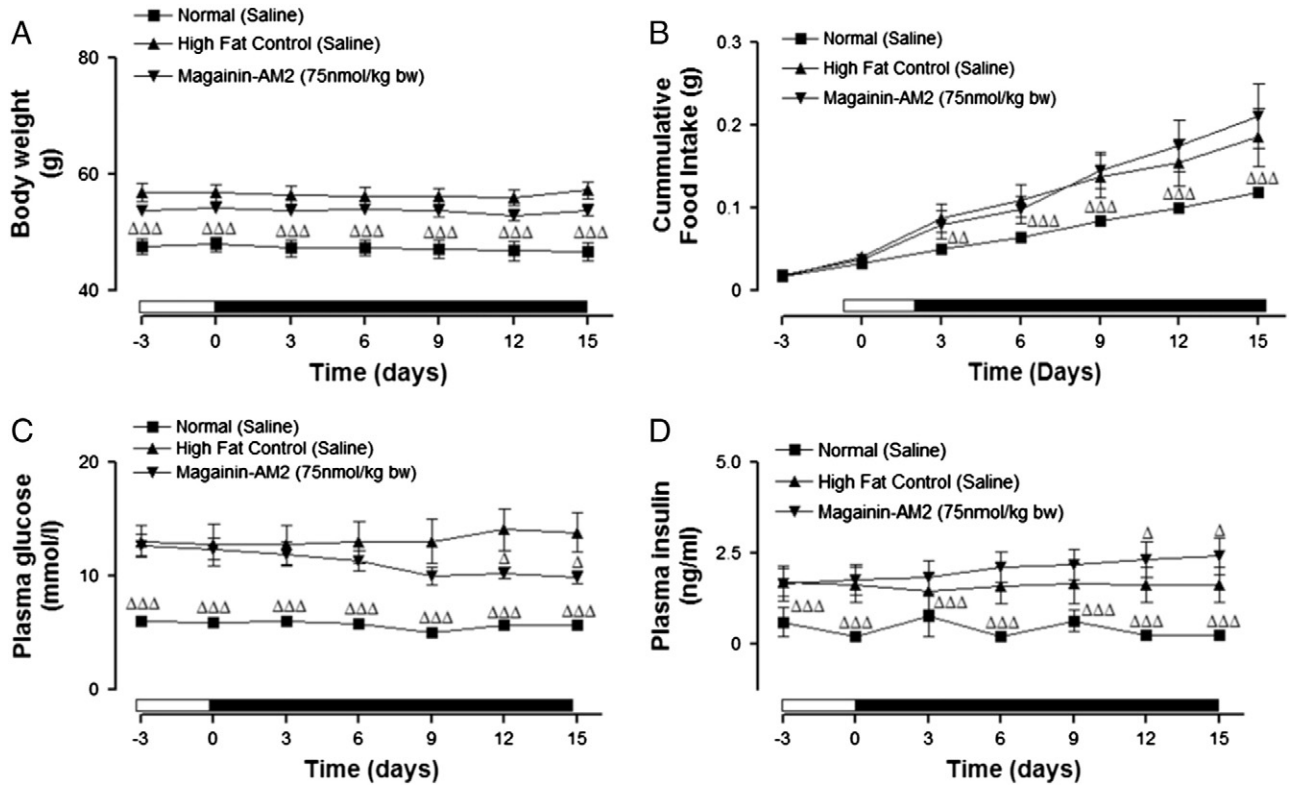 A
Normal (Saline)
High Fat Control (Saline)
Magainin-AM2 (75nmol/kg bw)
Body weight
(g)
80
60
40
ΔΔΔ ΔΔΔ ΔΔΔ ΔΔΔ ΔΔΔ ΔΔΔ ΔΔΔ
-3 0 3 6 9 12 15
Time (days)
B
Normal (Saline)
High Fat Control (Saline)
Magainin-AM2 (75nmol/kg bw)
Cummulative
Food Intake (g)
0.3
0.2
0.1
0
ΔΔ ΔΔΔ ΔΔΔ ΔΔΔ ΔΔΔ
-3 0 3 6 9 12 15
Time (Days)
C
Normal (Saline)
High Fat Control (Saline)
Magainin-AM2 (75nmol/kg bw)
Plasma glucose
(mmol/l)
20
10
0
Δ Δ
ΔΔΔ ΔΔΔ ΔΔΔ ΔΔΔ ΔΔΔ ΔΔΔ ΔΔΔ
-3 0 3 6 9 12 15
Time (days)
D
Normal (Saline)
High Fat Control (Saline)
Magainin-AM2 (75nmol/kg bw)
Plasma insulin
(ng/ml)
5.0
2.5
0
Δ Δ
ΔΔΔ ΔΔΔ ΔΔΔ ΔΔΔ ΔΔΔ ΔΔΔ ΔΔΔ
-3 0 3 6 9 12 15
Time (days)